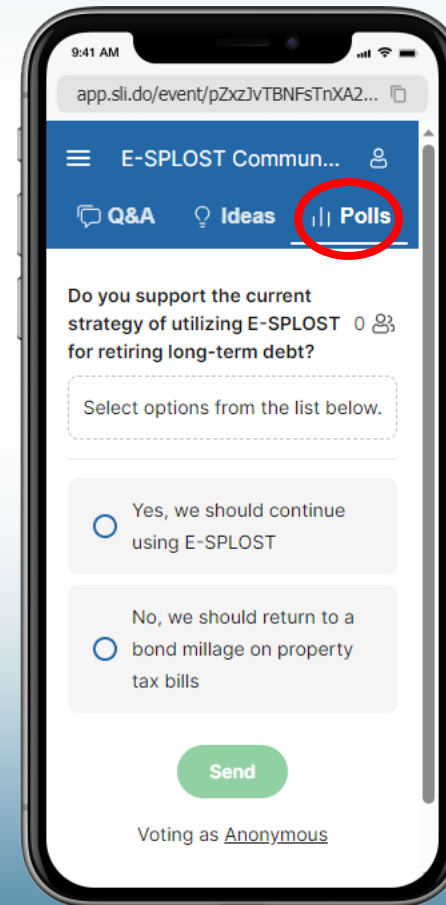 9:41 AM
app.sli.do/event/pZxzJvTBNFsTnXA2...
E-SPLOST Commun...
Q&A Ideas Polls
Do you support the current
strategy of utilizing E-SPLOST 0
for retiring long-term debt?
Select options from the list below.
Yes, we should continue
using E-SPLOST
No, we should return to a
bond millage on property
tax bills
Send
Voting as Anonymous